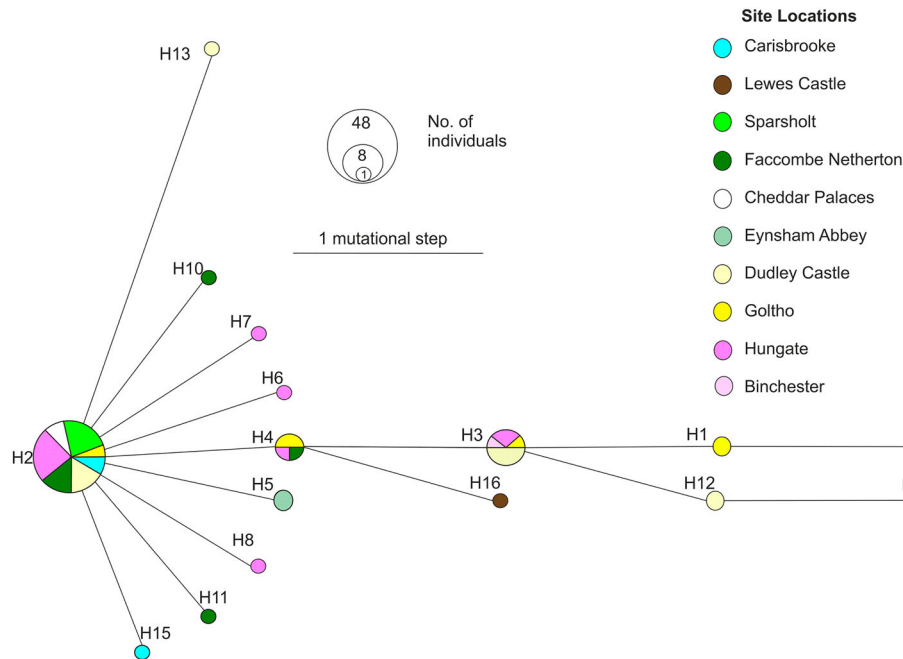 Site Locations
Carisbrooke
Lewes Castle
Sparsholt
Faccombe Netherton
Cheddar Palaces
Eynsham Abbey
Dudley Castle
Goltho
Hungate
Binchester
No. of
individuals
48
8
1
1 mutational step
H13
H10
H7
H6
H4
H3
H1
H2
H5
H16
H12
H8
H11
H15